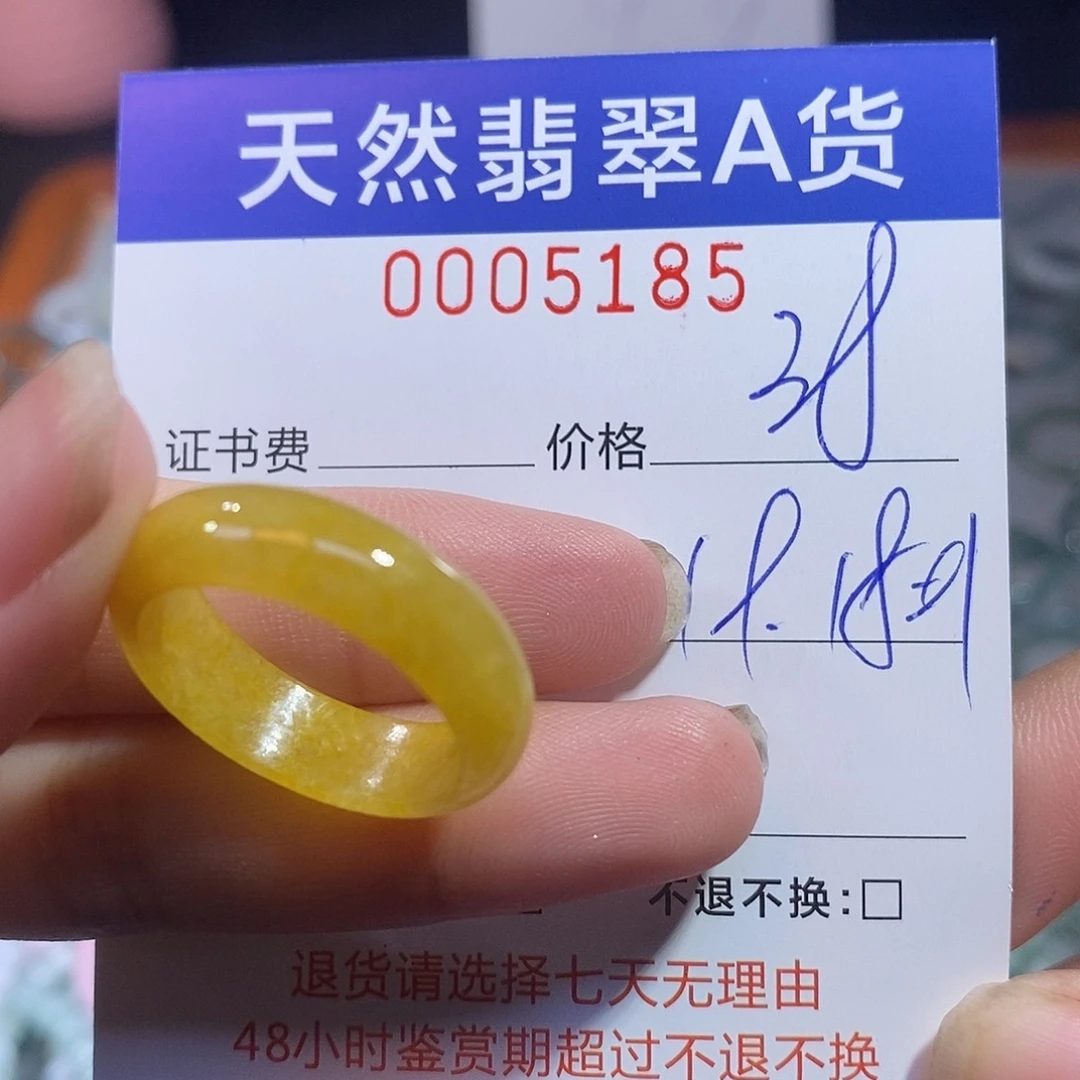 天然翡翠A货
0005185
38
证书费 价格
不退不换:□
退货请选择七天无理由
48小时鉴赏期超过不退不换